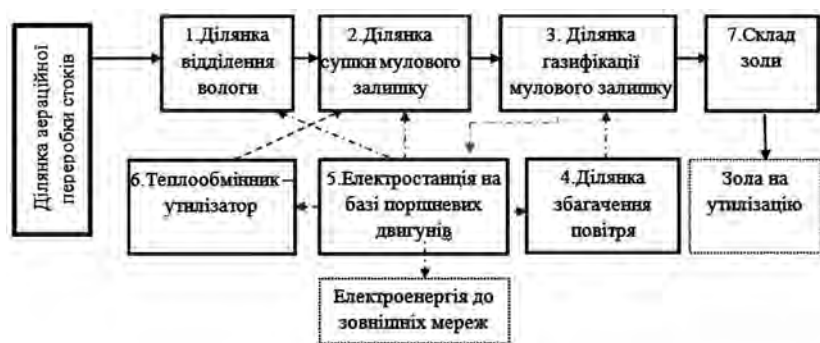 Ділянка аераційної
переробки стоків
1.Ділянка
відділення
вологи
2.Ділянка
сушки мулового
залишку
3. Ділянка
газифікації
мулового залишку
7.Склад
золи
6.Теплообмінник–
утилізатор
5.Електростанція на
базі поршневих
двигунів
4.Ділянка
збагачення
повітря
Зола на
утилізацію
Електроенергія до
зовнішніх мереж